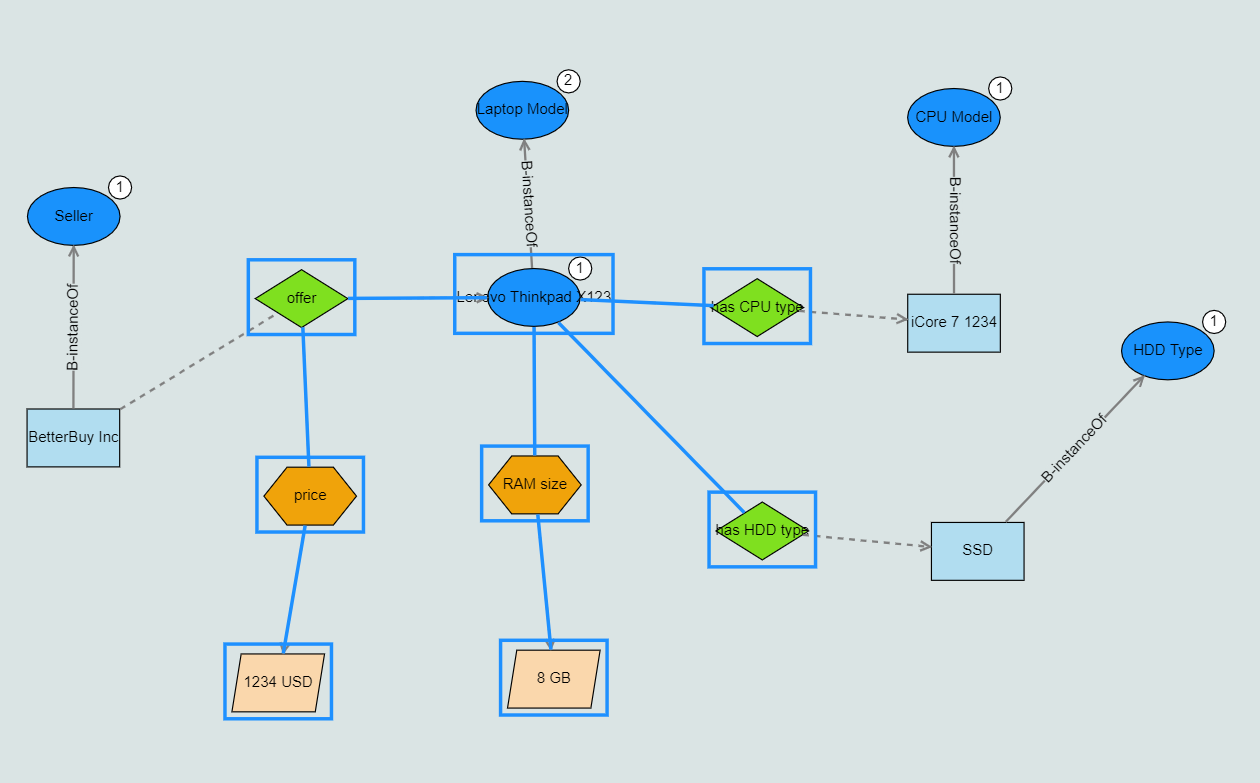 2
Laptop Model
1
CPU Model
B-instanceOf
B-instanceOf
1
Seller
B-instanceOf
offer
1
Lenovo Thinkpad X123
has CPU type
iCore 7 1234
1
HDD Type
B-instanceOf
BetterBuy Inc
price
RAM size
has HDD type
SSD
1234 USD
8 GB